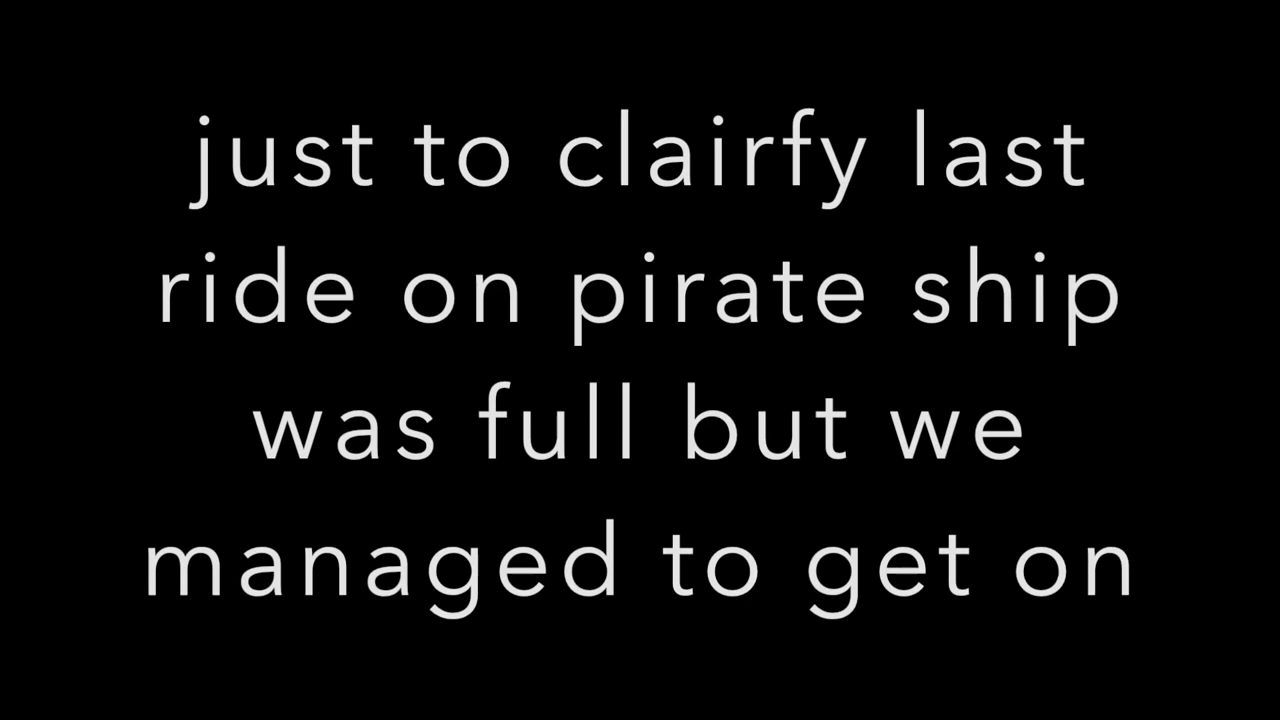 just to clairfy last
ride on pirate ship
was full but we
managed to get on